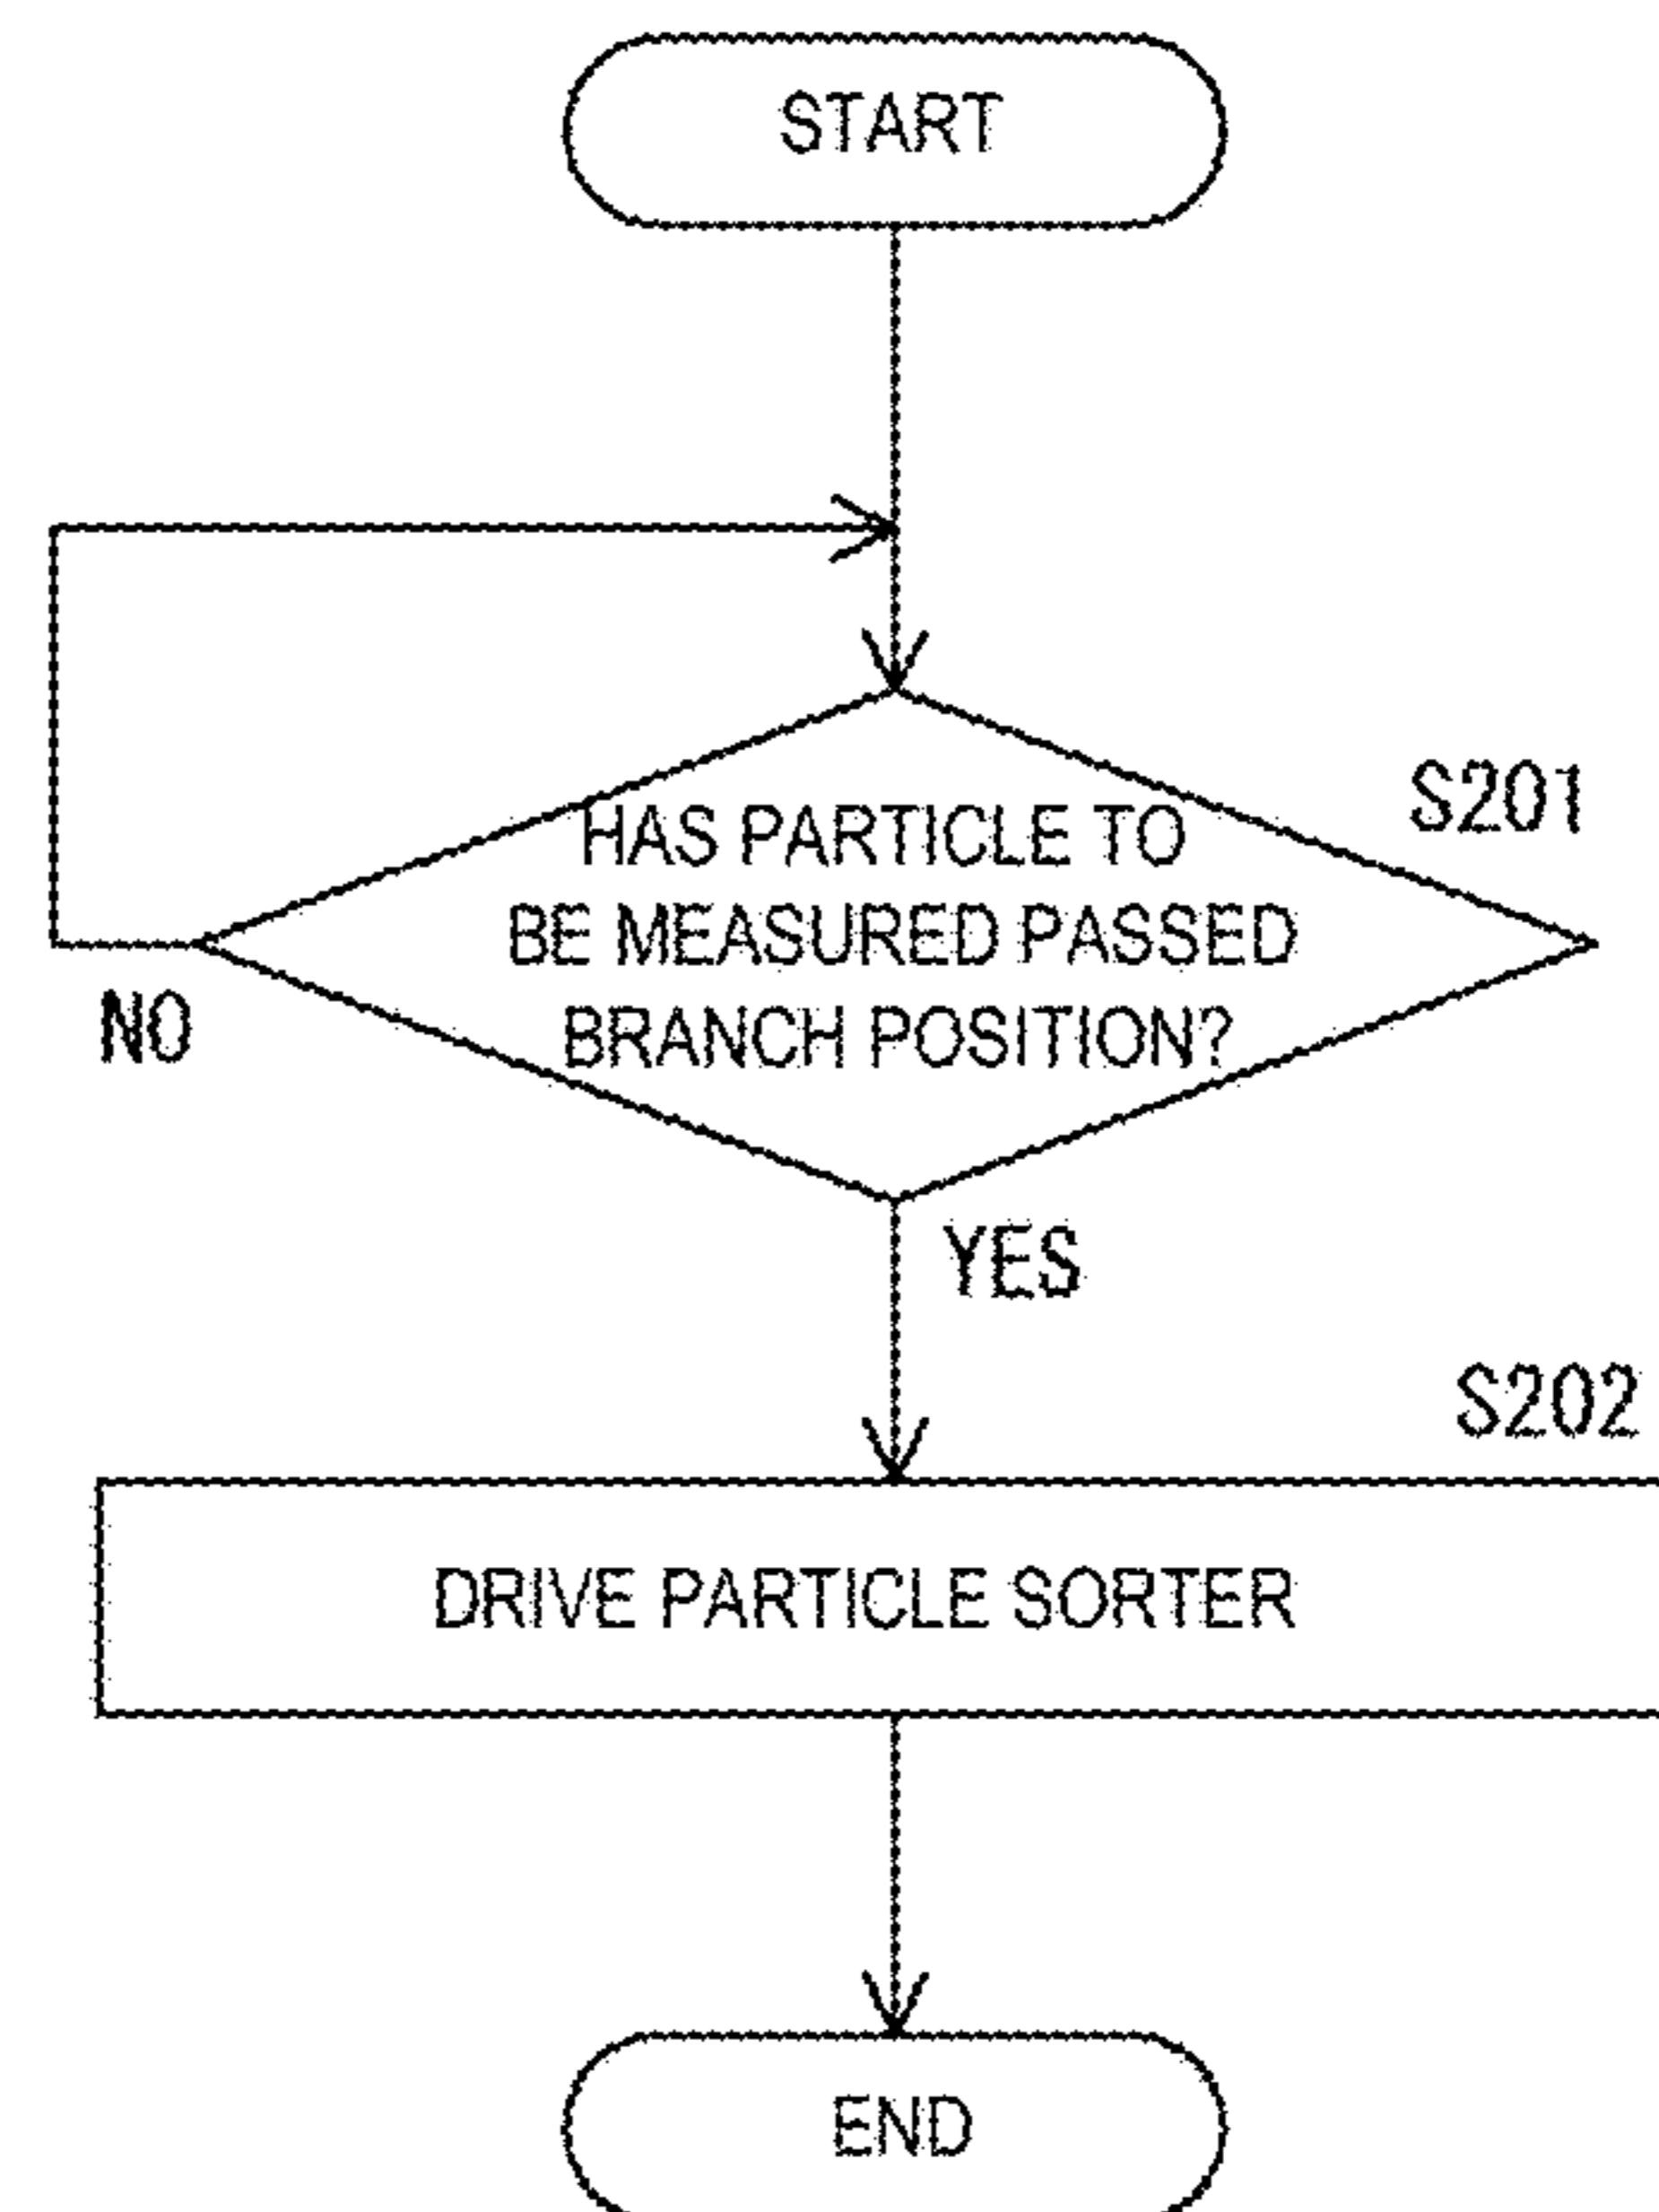 START
S201
HAS PARTICLE TO
BE MEASURED PASSED
BRANCH POSITION?
NO
YES
S202
DRIVE PARTICLE SORTER
END